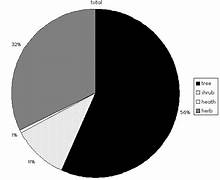 total
32%
1%
11%
56%
tree
shrub
heath
herb